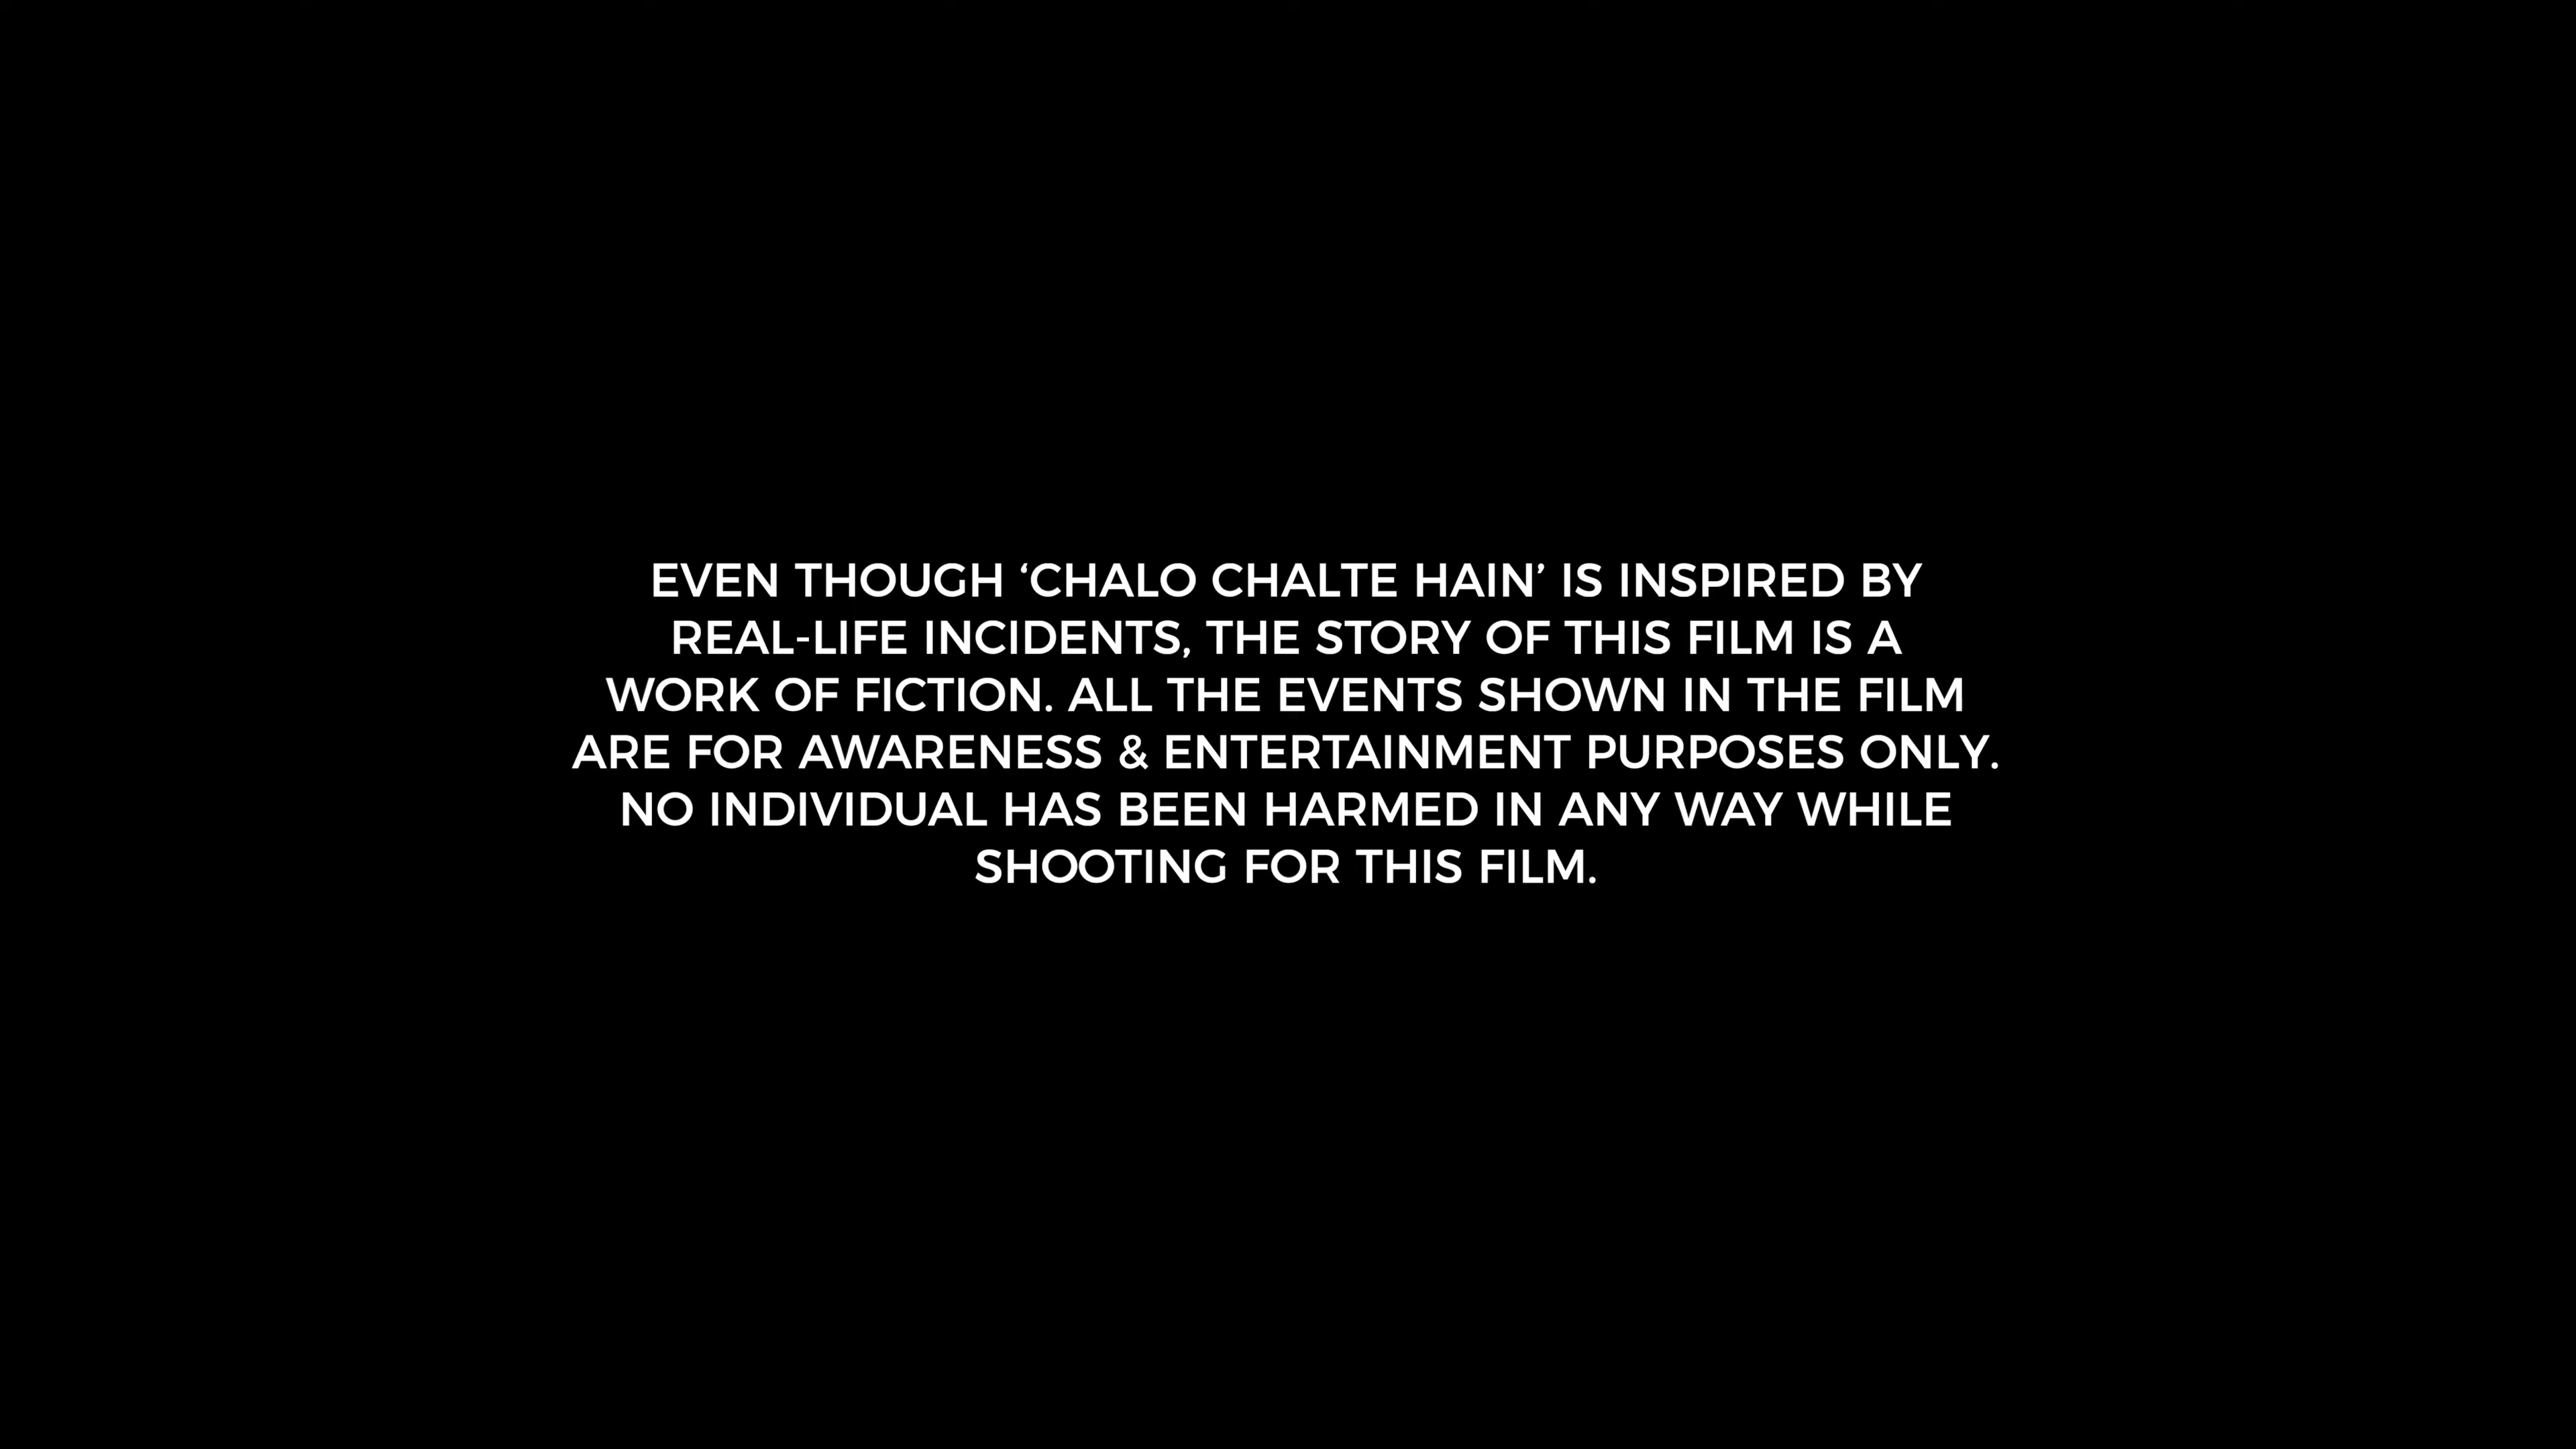 EVEN THOUGH ‘CHALO CHALTE HAIN’ IS INSPIRED BY
REAL-LIFE INCIDENTS, THE STORY OF THIS FILM IS A
WORK OF FICTION. ALL THE EVENTS SHOWN IN THE FILM
ARE FOR AWARENESS & ENTERTAINMENT PURPOSES ONLY.
NO INDIVIDUAL HAS BEEN HARMED IN ANY WAY WHILE
SHOOTING FOR THIS FILM.